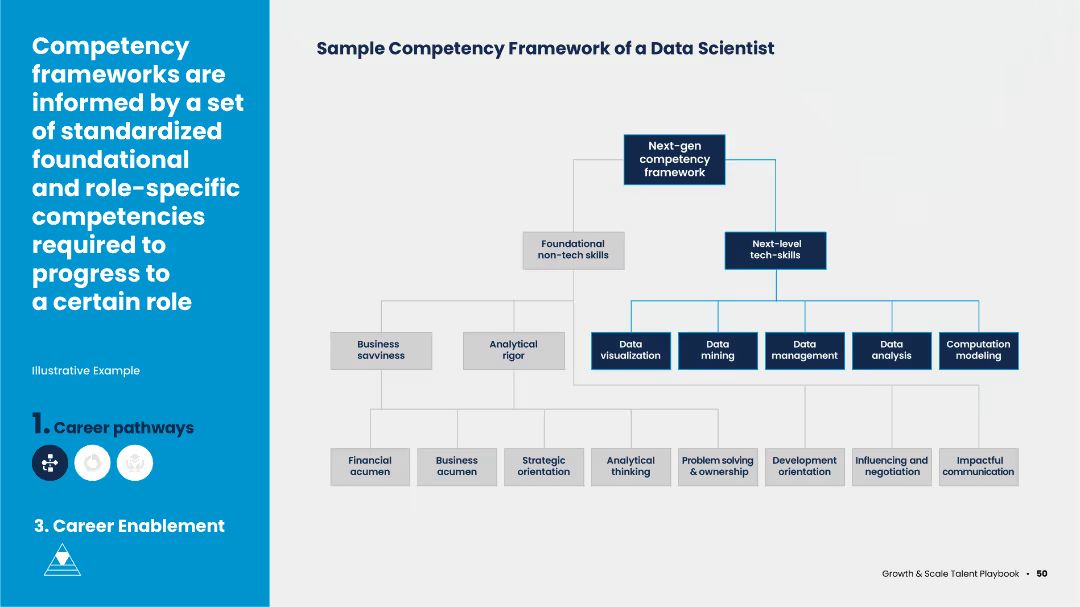 Competency
frameworks are
informed by a set
of standardized
foundational
and role-specific
competencies
required to
progress to
a certain role
Illustrative Example
1. Career pathways
3. Career Enablement
Sample Competency Framework of a Data Scientist
Next-gen
competency
framework
Foundational
non-tech skills
Next-level
tech-skills
Business
savviness
Analytical
rigor
Data
visualization
Data
mining
Data
management
Data
analysis
Computation
modeling
Financial
acumen
Business
acumen
Strategic
orientation
Analytical
thinking
Problem solving
& ownership
Development
orientation
Influencing and
negotiation
Impactful
communication
Growth & Scale Talent Playbook • 50